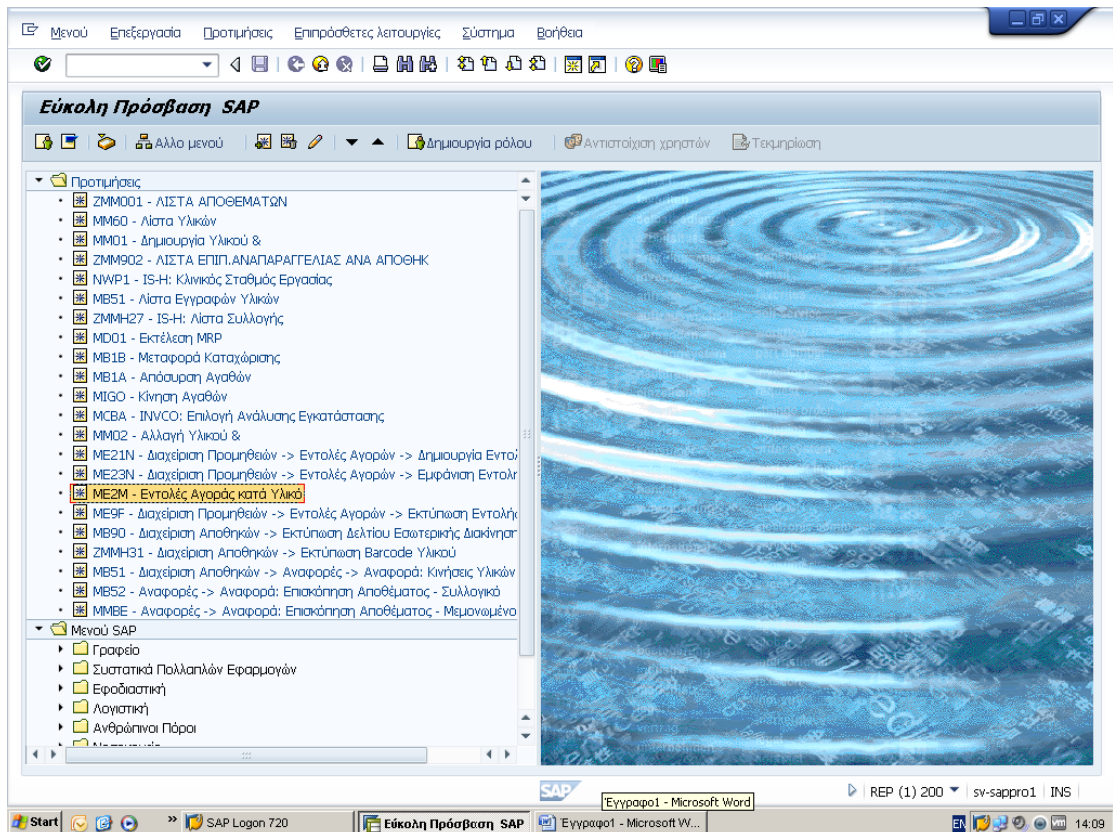 Μενού Επεξεργασία Προτιμήσεις Επιπρόσθετες λειτουργίες Σύστημα Βοήθεια
Εύκολη Πρόσβαση SAP
Άλλο μενού Δημιουργία ρόλου Αντιστοίχιση χρηστών Τεκμηρίωση
Προτιμήσεις
ZMM001 - ΛΙΣΤΑ ΑΠΟΘΕΜΑΤΩΝ
MM60 - Λίστα Υλικών
MM01 - Δημιουργία Υλικού &
ZMM902 - ΛΙΣΤΑ ΕΠΙΠ.ΑΝΑΠΑΡΑΓΓΕΛΙΑΣ ΑΝΑ ΑΠΟΘΗΚ
NWP1 - IS-H: Κλινικός Σταθμός Εργασίας
MB51 - Λίστα Εγγραφών Υλικών
ZMMH27 - IS-H: Λίστα Συλλογής
MD01 - Εκτέλεση MRP
MB1B - Μεταφορά Καταχώρισης
MB1A - Απόσυρση Αγαθών
MIGO - Κίνηση Αγαθών
MCBA - INVCO: Επιλογή Ανάλυσης Εγκατάστασης
MM02 - Αλλαγή Υλικού &
ME21N - Διαχείριση Προμηθειών -> Εντολές Αγορών -> Δημιουργία Εντολ
ME23N - Διαχείριση Προμηθειών -> Εντολές Αγορών -> Εμφάνιση Εντολ
ME2M - Εντολές Αγοράς κατά Υλικό
ME9F - Διαχείριση Προμηθειών -> Εντολές Αγορών -> Εκτύπωση Εντολή
MB90 - Διαχείριση Αποθηκών -> Εκτύπωση Δελτίου Εσωτερικής Διακίνησ
ZMMH31 - Διαχείριση Αποθηκών -> Εκτύπωση Barcode Υλικού
MB51 - Διαχείριση Αποθηκών -> Αναφορές -> Αναφορά: Κινήσεις Υλικών
MB52 - Αναφορές -> Αναφορά: Επισκόπηση Αποθέματος - Συλλογικό
MMBE - Αναφορές -> Αναφορά: Επισκόπηση Αποθέματος - Μεμονωμένο
Μενού SAP
Γραφείο
Συστατικά Πολλαπλών Εφαρμογών
Εφοδιαστική
Λογιστική
Ανθρώπινοι Πόροι
SAP
REP (1) 200 sv-sappro1 INS
Έγγραφο1 - Microsoft Word
Start SAP Logon 720 Εύκολη Πρόσβαση SAP Έγγραφο1 - Microsoft W... EN 14:09